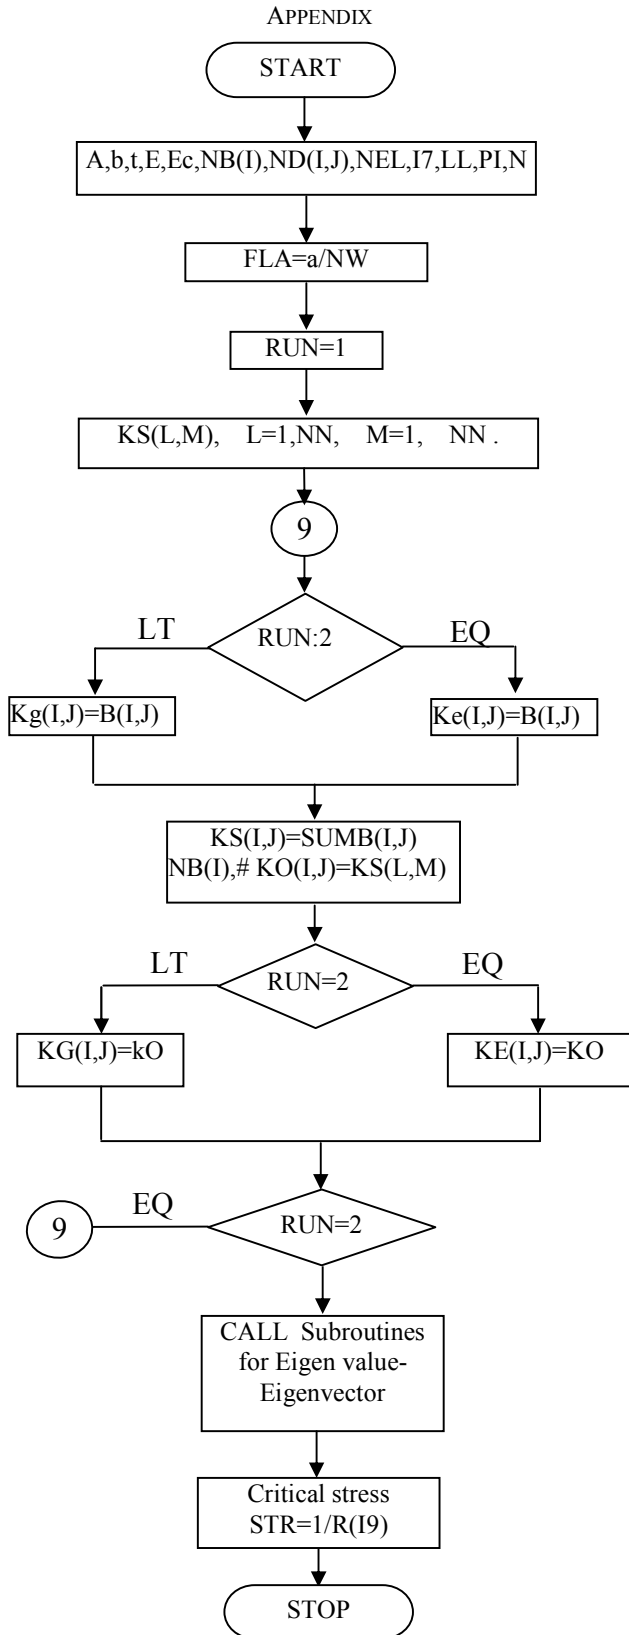 APPENDIX
START
A,b,t,E,Ec,NB(I),ND(I,J),NEL,I7,LL,PI,N
FLA=a/NW
RUN=1
KS(L,M), L=1,NN, M=1, NN .
9
LT
RUN:2
EQ
Kg(I,J)=B(I,J)
Ke(I,J)=B(I,J)
KS(I,J)=SUMB(I,J)
NB(I),# KO(I,J)=KS(L,M)
LT
RUN=2
EQ
KG(I,J)=kO
KE(I,J)=KO
9
EQ
RUN=2
CALL Subroutines
for Eigen value-
Eigenvector
Critical stress
STR=1/R(I9)
STOP